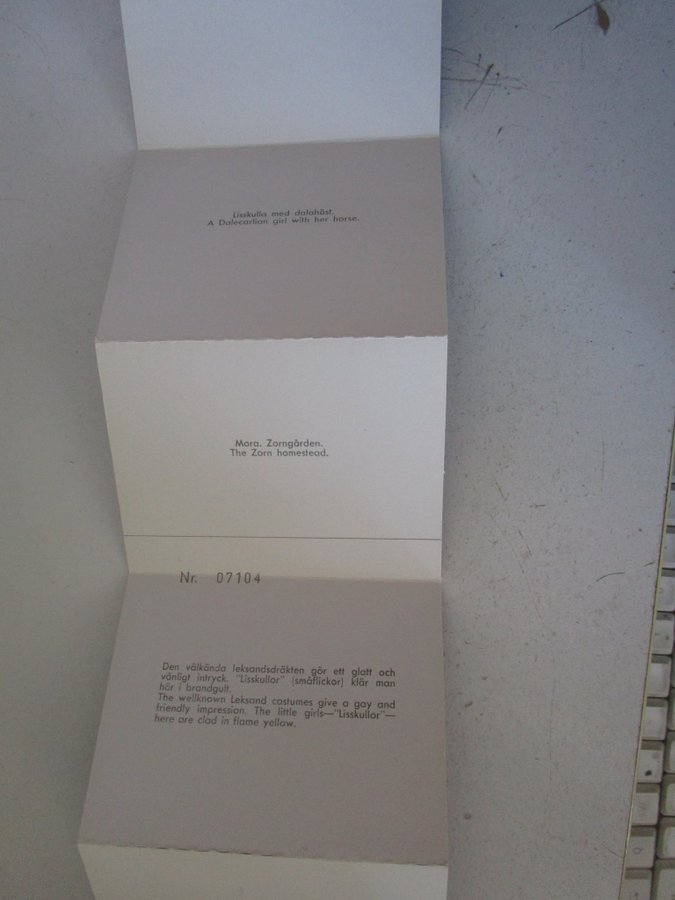 Lisskulla med dalahäst.
A Dalecarlian girl with her horse.
Mora. Zorngården.
The Zorn homestead.
Nr. 07104
Den välkända leksandsdräkten gör ett glatt och
vänligt intryck. "Lisskullor" (småflickor) klär man
här i brandgult.
The wellknown Leksand costumes give a gay and
friendly impression. The little girls—"Lisskullor"—
here are clad in flame yellow.